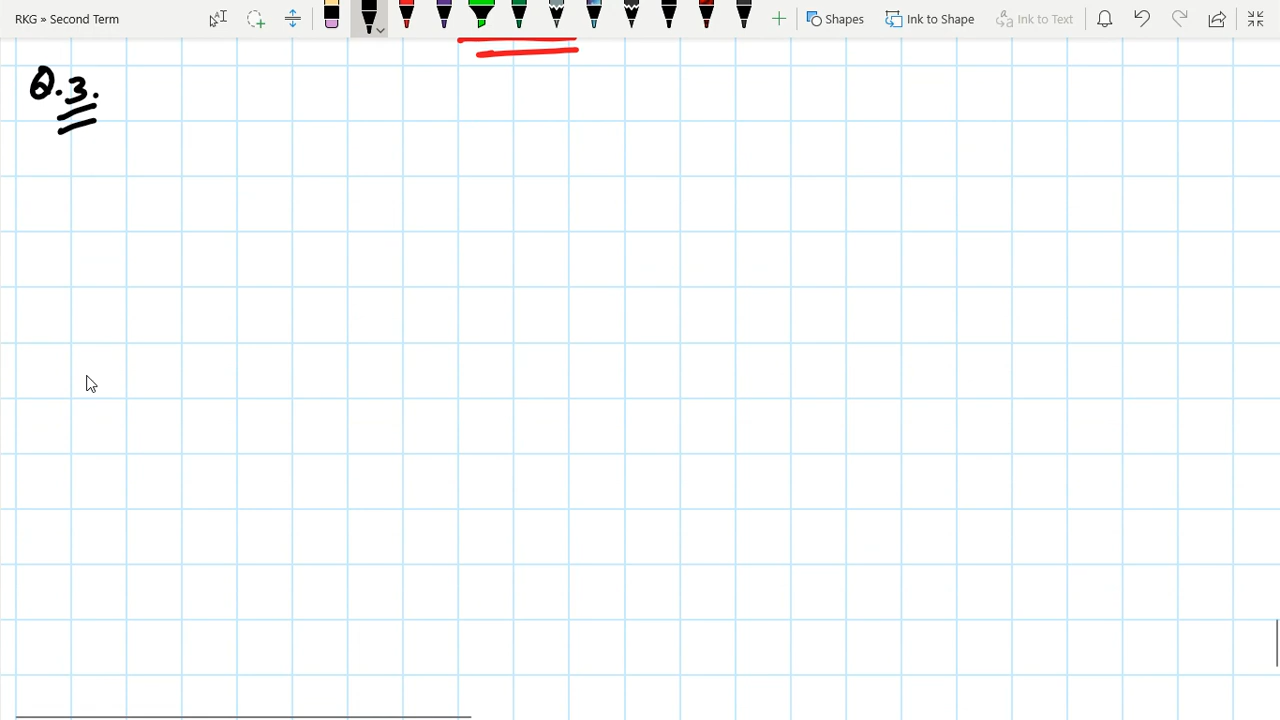 RKG » Second Term
Shapes
Ink to Shape
Ink to Text
Q.3.